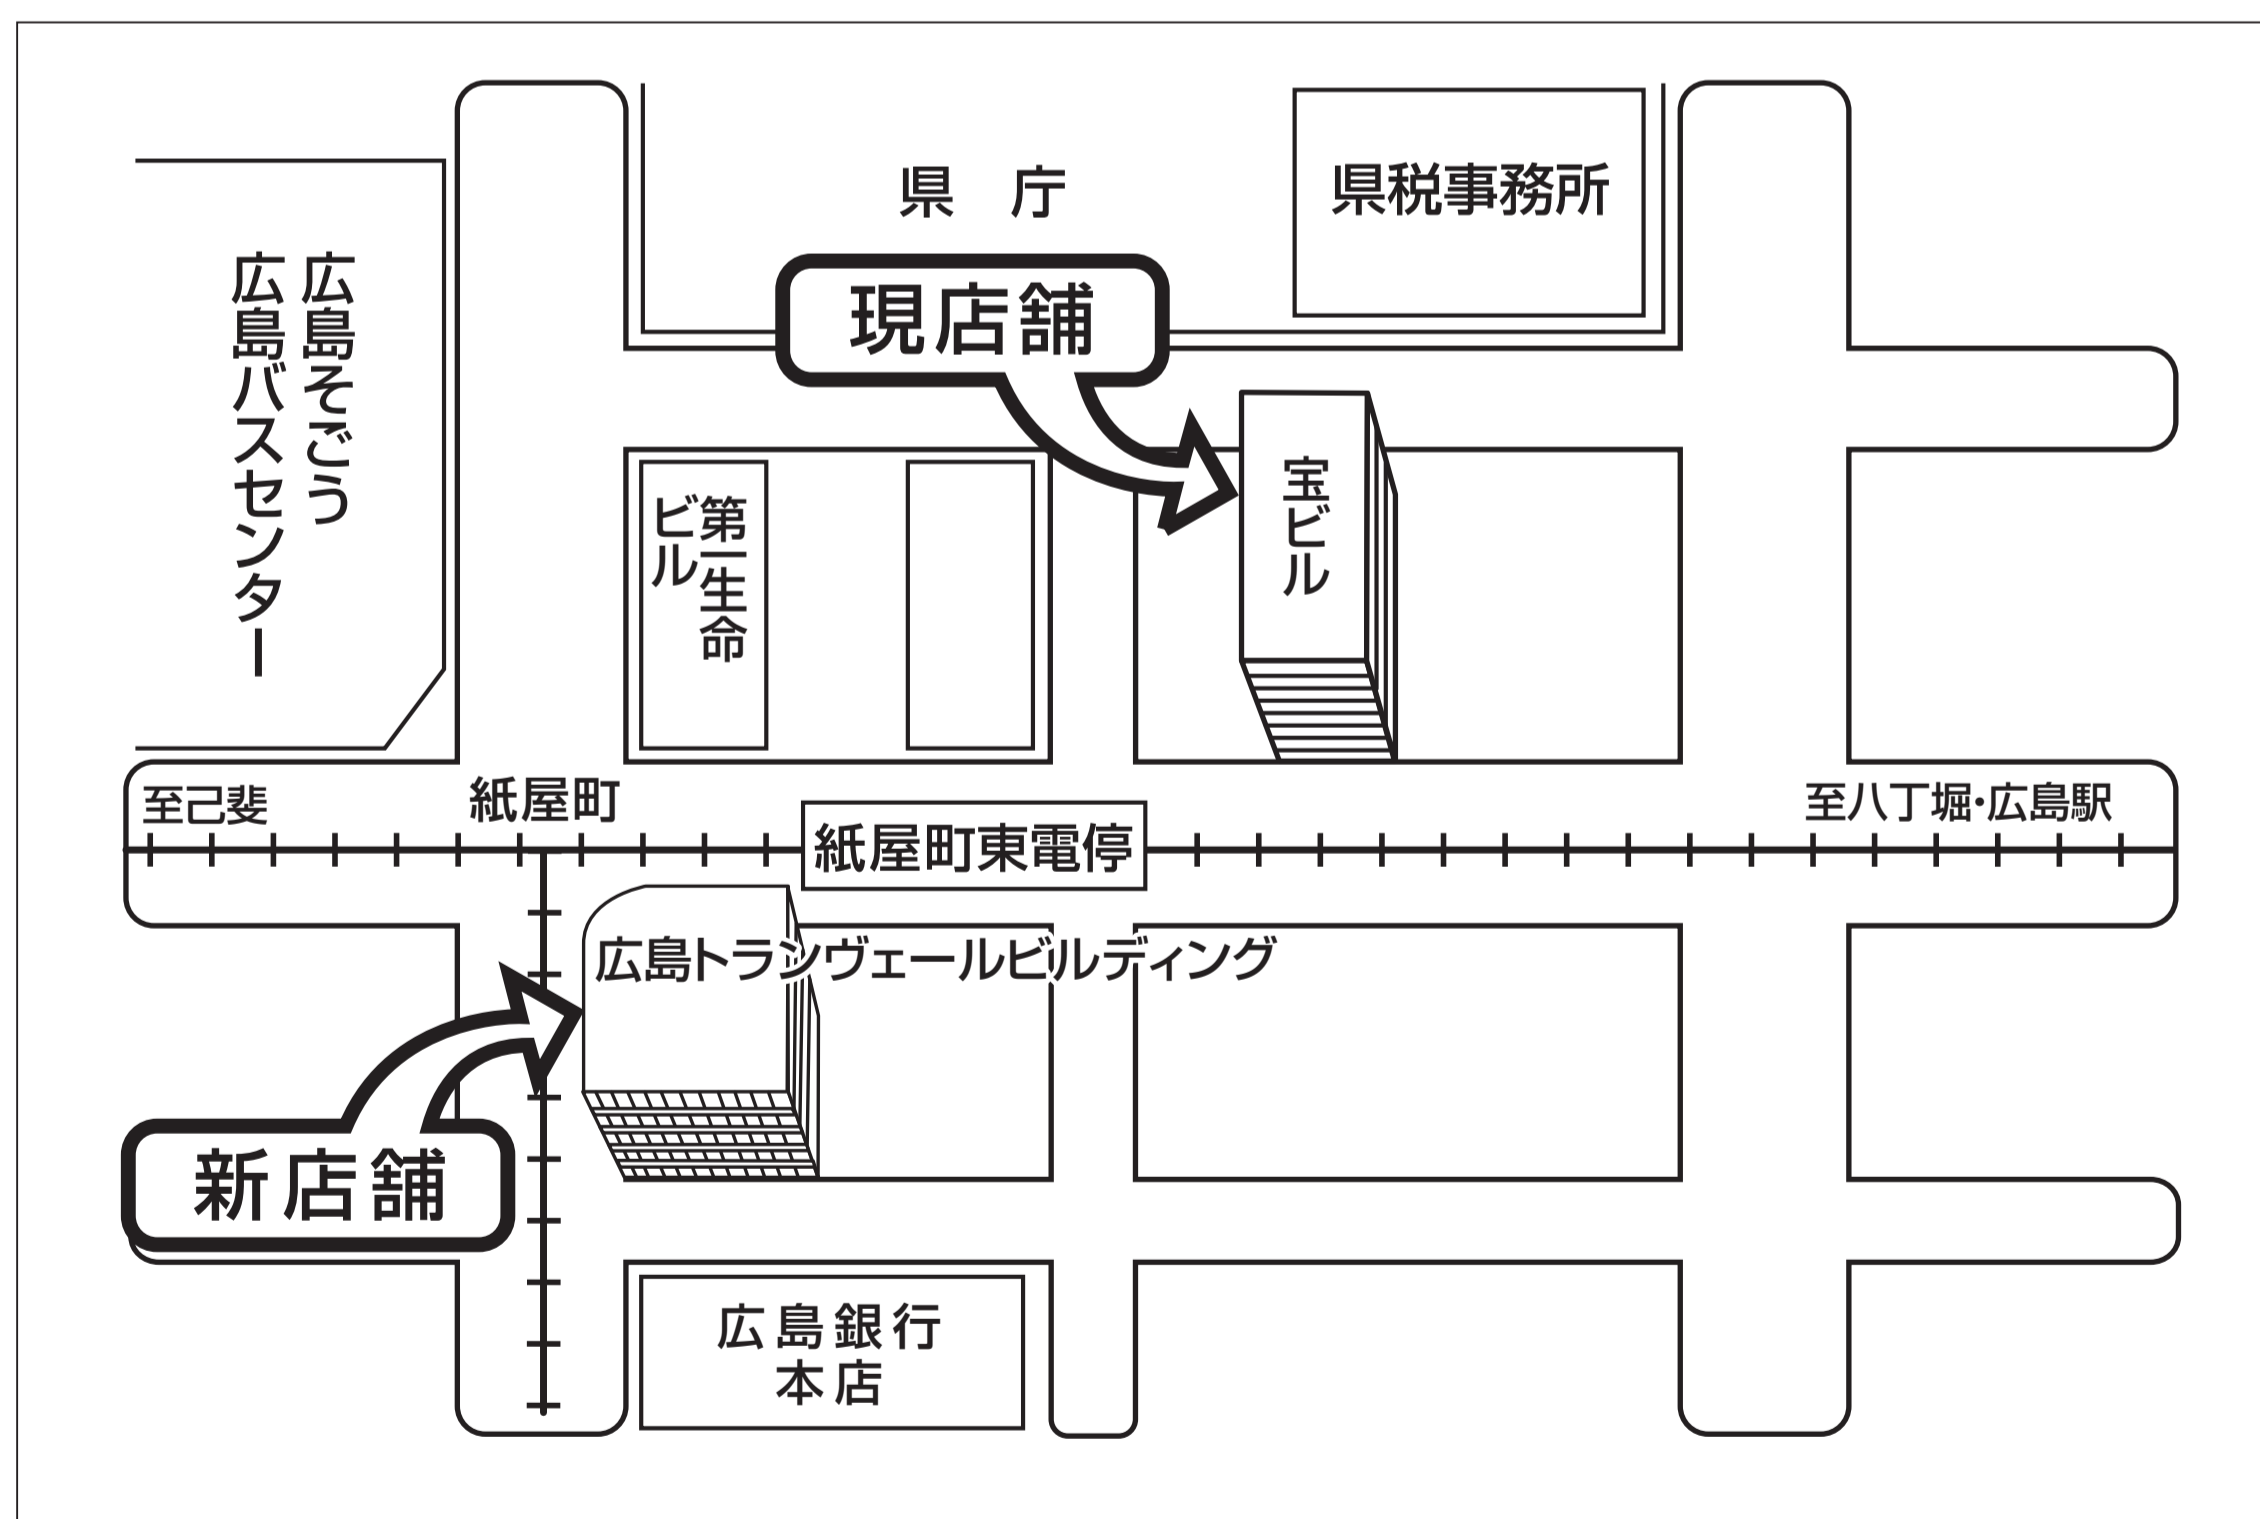 県庁
県税事務所
現店舗
広島そごう
広島バスセンター
第一生命
ビル
宝ビル
至己斐
紙屋町
紙屋町東電停
至八丁堀・広島駅
広島トランヴェールビルディング
新店舗
広島銀行
本店